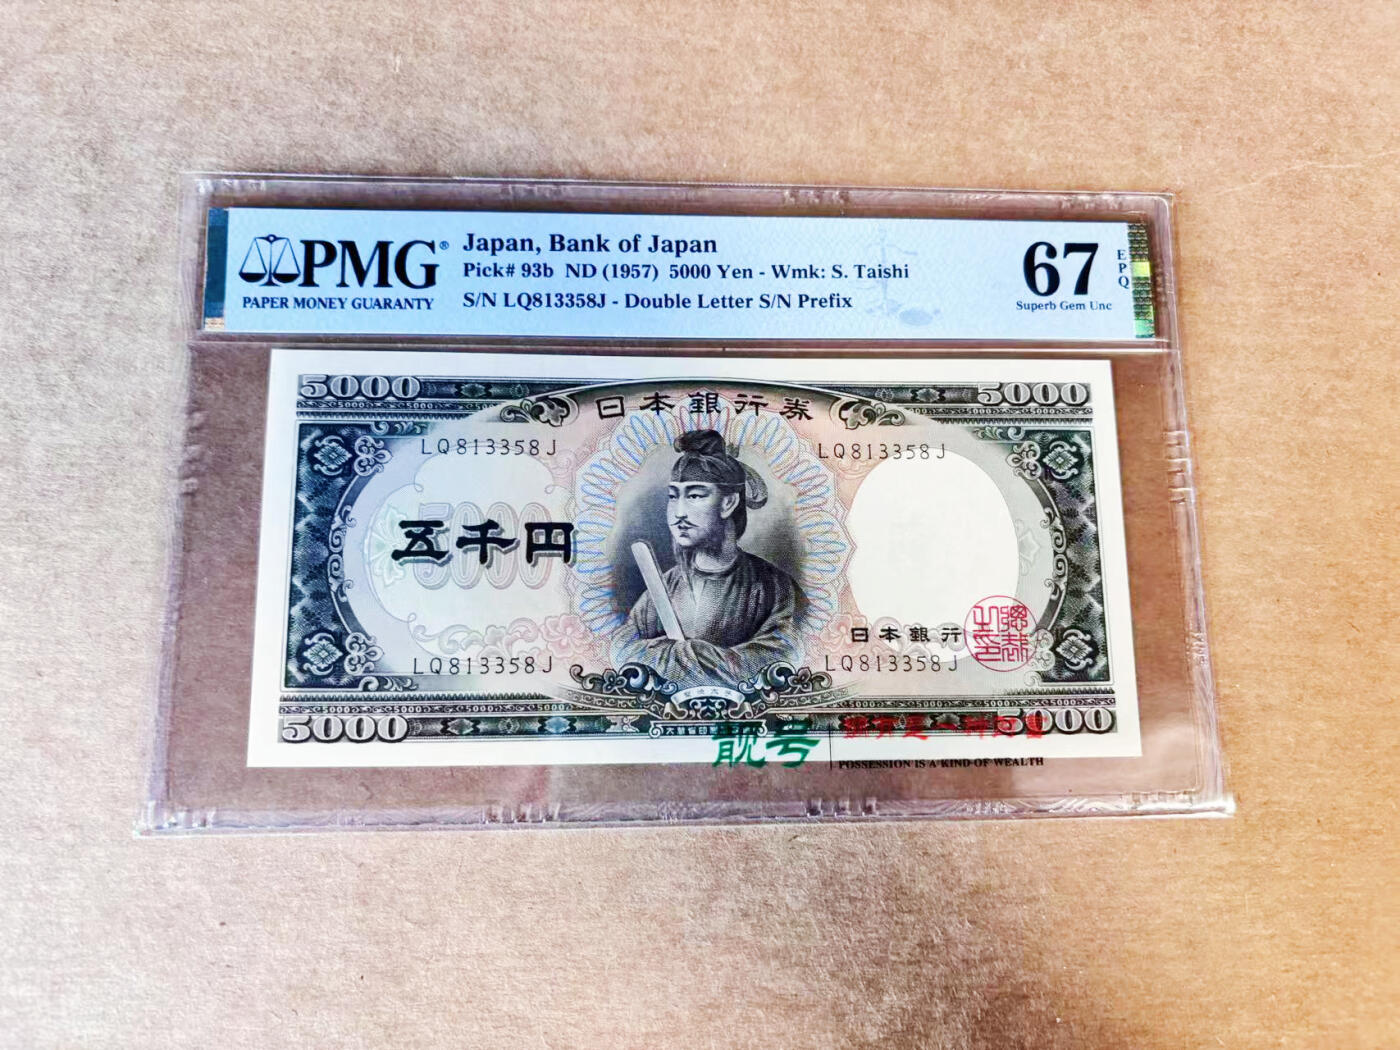 PMG®
PAPER MONEY GUARANTY
Japan, Bank of Japan
Pick# 93b ND (1957) 5000 Yen - Wmk: S. Taishi
S/N LQ813358J - Double Letter S/N Prefix
67
EPQ
Superb Gem Unc
5000
5000
日本銀行券
LQ813358J
LQ813358J
五千円
5000
日本銀行
LQ813358J
LQ813358J
5000
5000
靓号
POSSESSION IS A KIND OF WEALTH